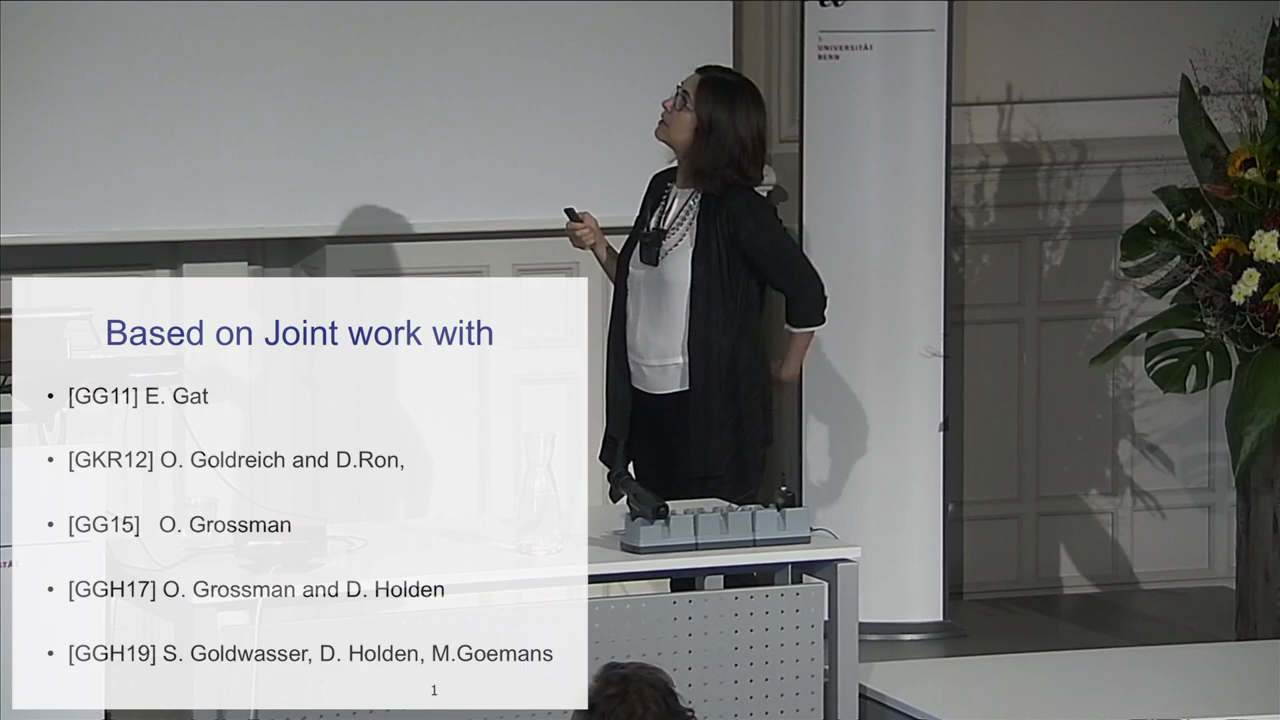 UNIVERSITÄT
BERN
Based on Joint work with
• [GG11] E. Gat
• [GKR12] O. Goldreich and D.Ron,
• [GG15] O. Grossman
• [GGH17] O. Grossman and D. Holden
• [GGH19] S. Goldwasser, D. Holden, M.Goemans
1